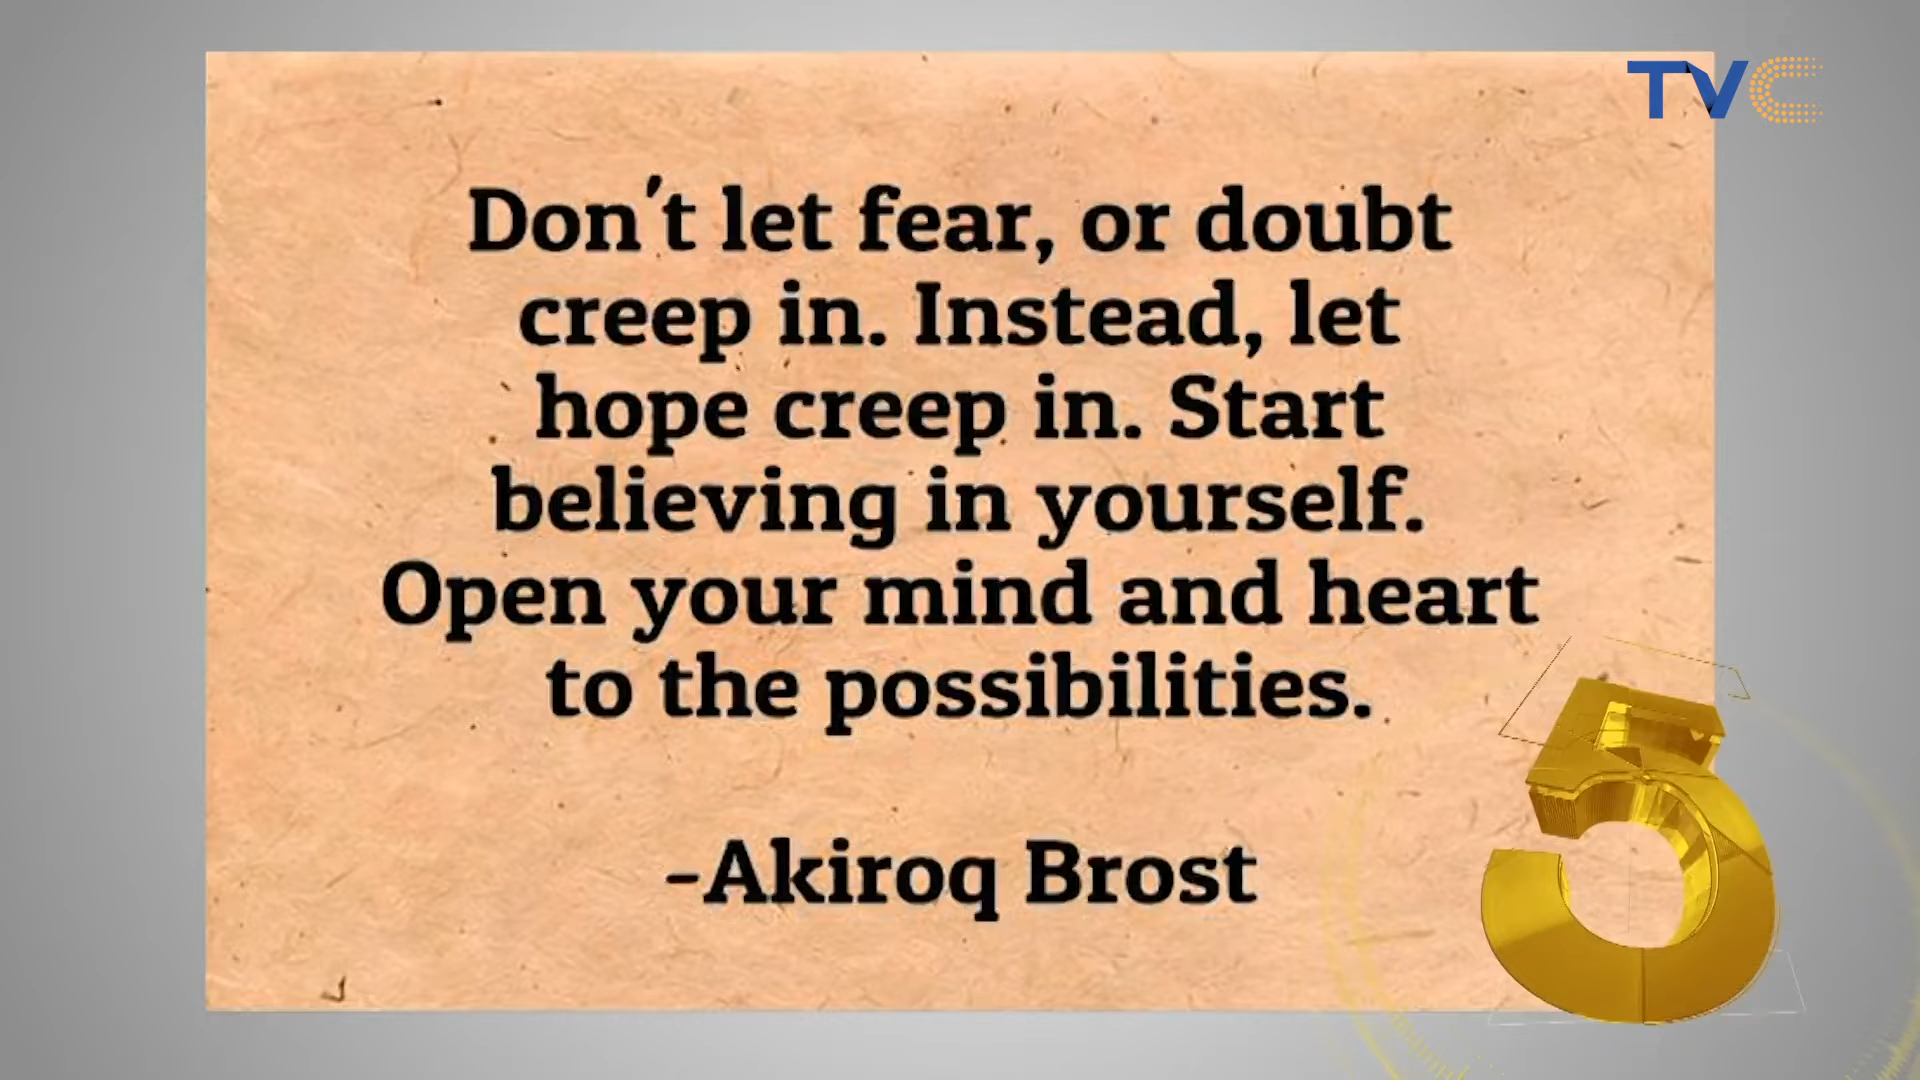 TVC
Don't let fear, or doubt
creep in. Instead, let
hope creep in. Start
believing in yourself.
Open your mind and heart
to the possibilities.
-Akiroq Brost
5